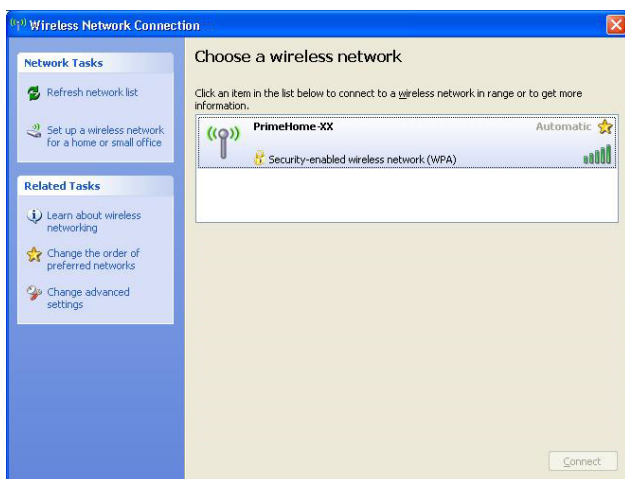 Wireless Network Connection
Network Tasks
Refresh network list
Set up a wireless network
for a home or small office
Related Tasks
Learn about wireless
networking
Change the order of
preferred networks
Change advanced
settings
Choose a wireless network
Click an item in the list below to connect to a wireless network in range or to get more
information.
PrimeHome-XX
Automatic
Security-enabled wireless network (WPA)
Connect